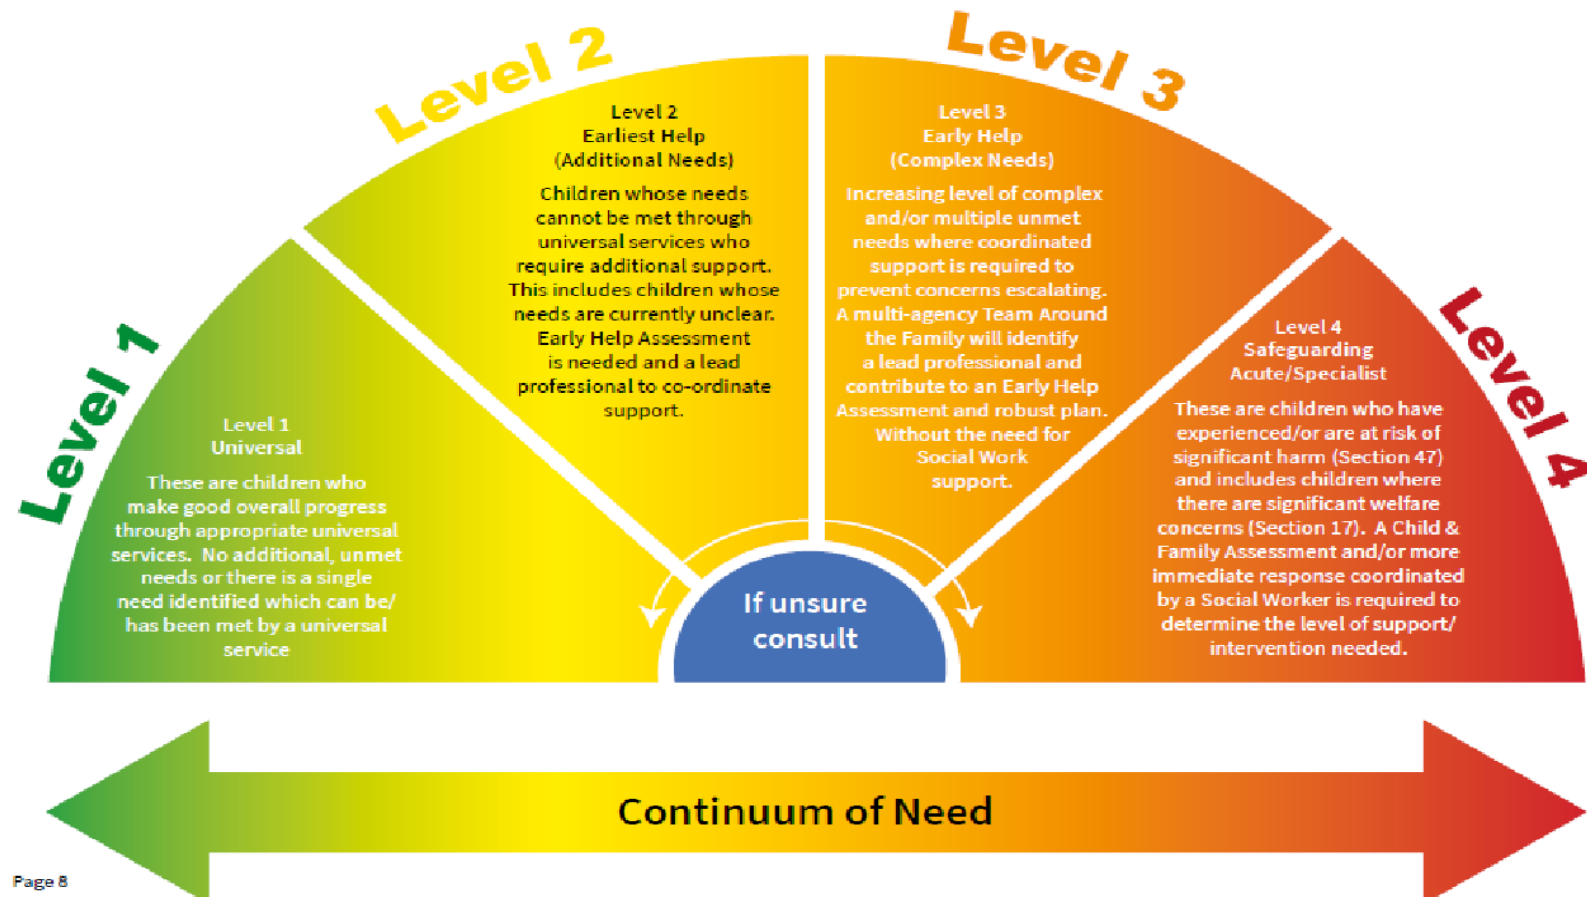 Level 1
Level 2
Level 3
Level 4
Level 1
Universal
These are children who
make good overall progress
through appropriate universal
services. No additional, unmet
needs or there is a single
need identified which can be/
has been met by a universal
service
Level 2
Earliest Help
(Additional Needs)
Children whose needs
cannot be met through
universal services who
require additional support.
This includes children whose
needs are currently unclear.
Early Help Assessment
is needed and a lead
professional to co-ordinate
support.
Level 3
Early Help
(Complex Needs)
Increasing level of complex
and/or multiple unmet
needs where coordinated
support is required to
prevent concerns escalating.
A multi-agency Team Around
the Family will identify
a lead professional and
contribute to an Early Help
Assessment and robust plan.
Without the need for
Social Work
support.
Level 4
Safeguarding
Acute/Specialist
These are children who have
experienced/or are at risk of
significant harm (Section 47)
and includes children where
there are significant welfare
concerns (Section 17). A Child &
Family Assessment and/or more
immediate response coordinated
by a Social Worker is required to
determine the level of support/
intervention needed.
If unsure
consult
Continuum of Need
Page 8